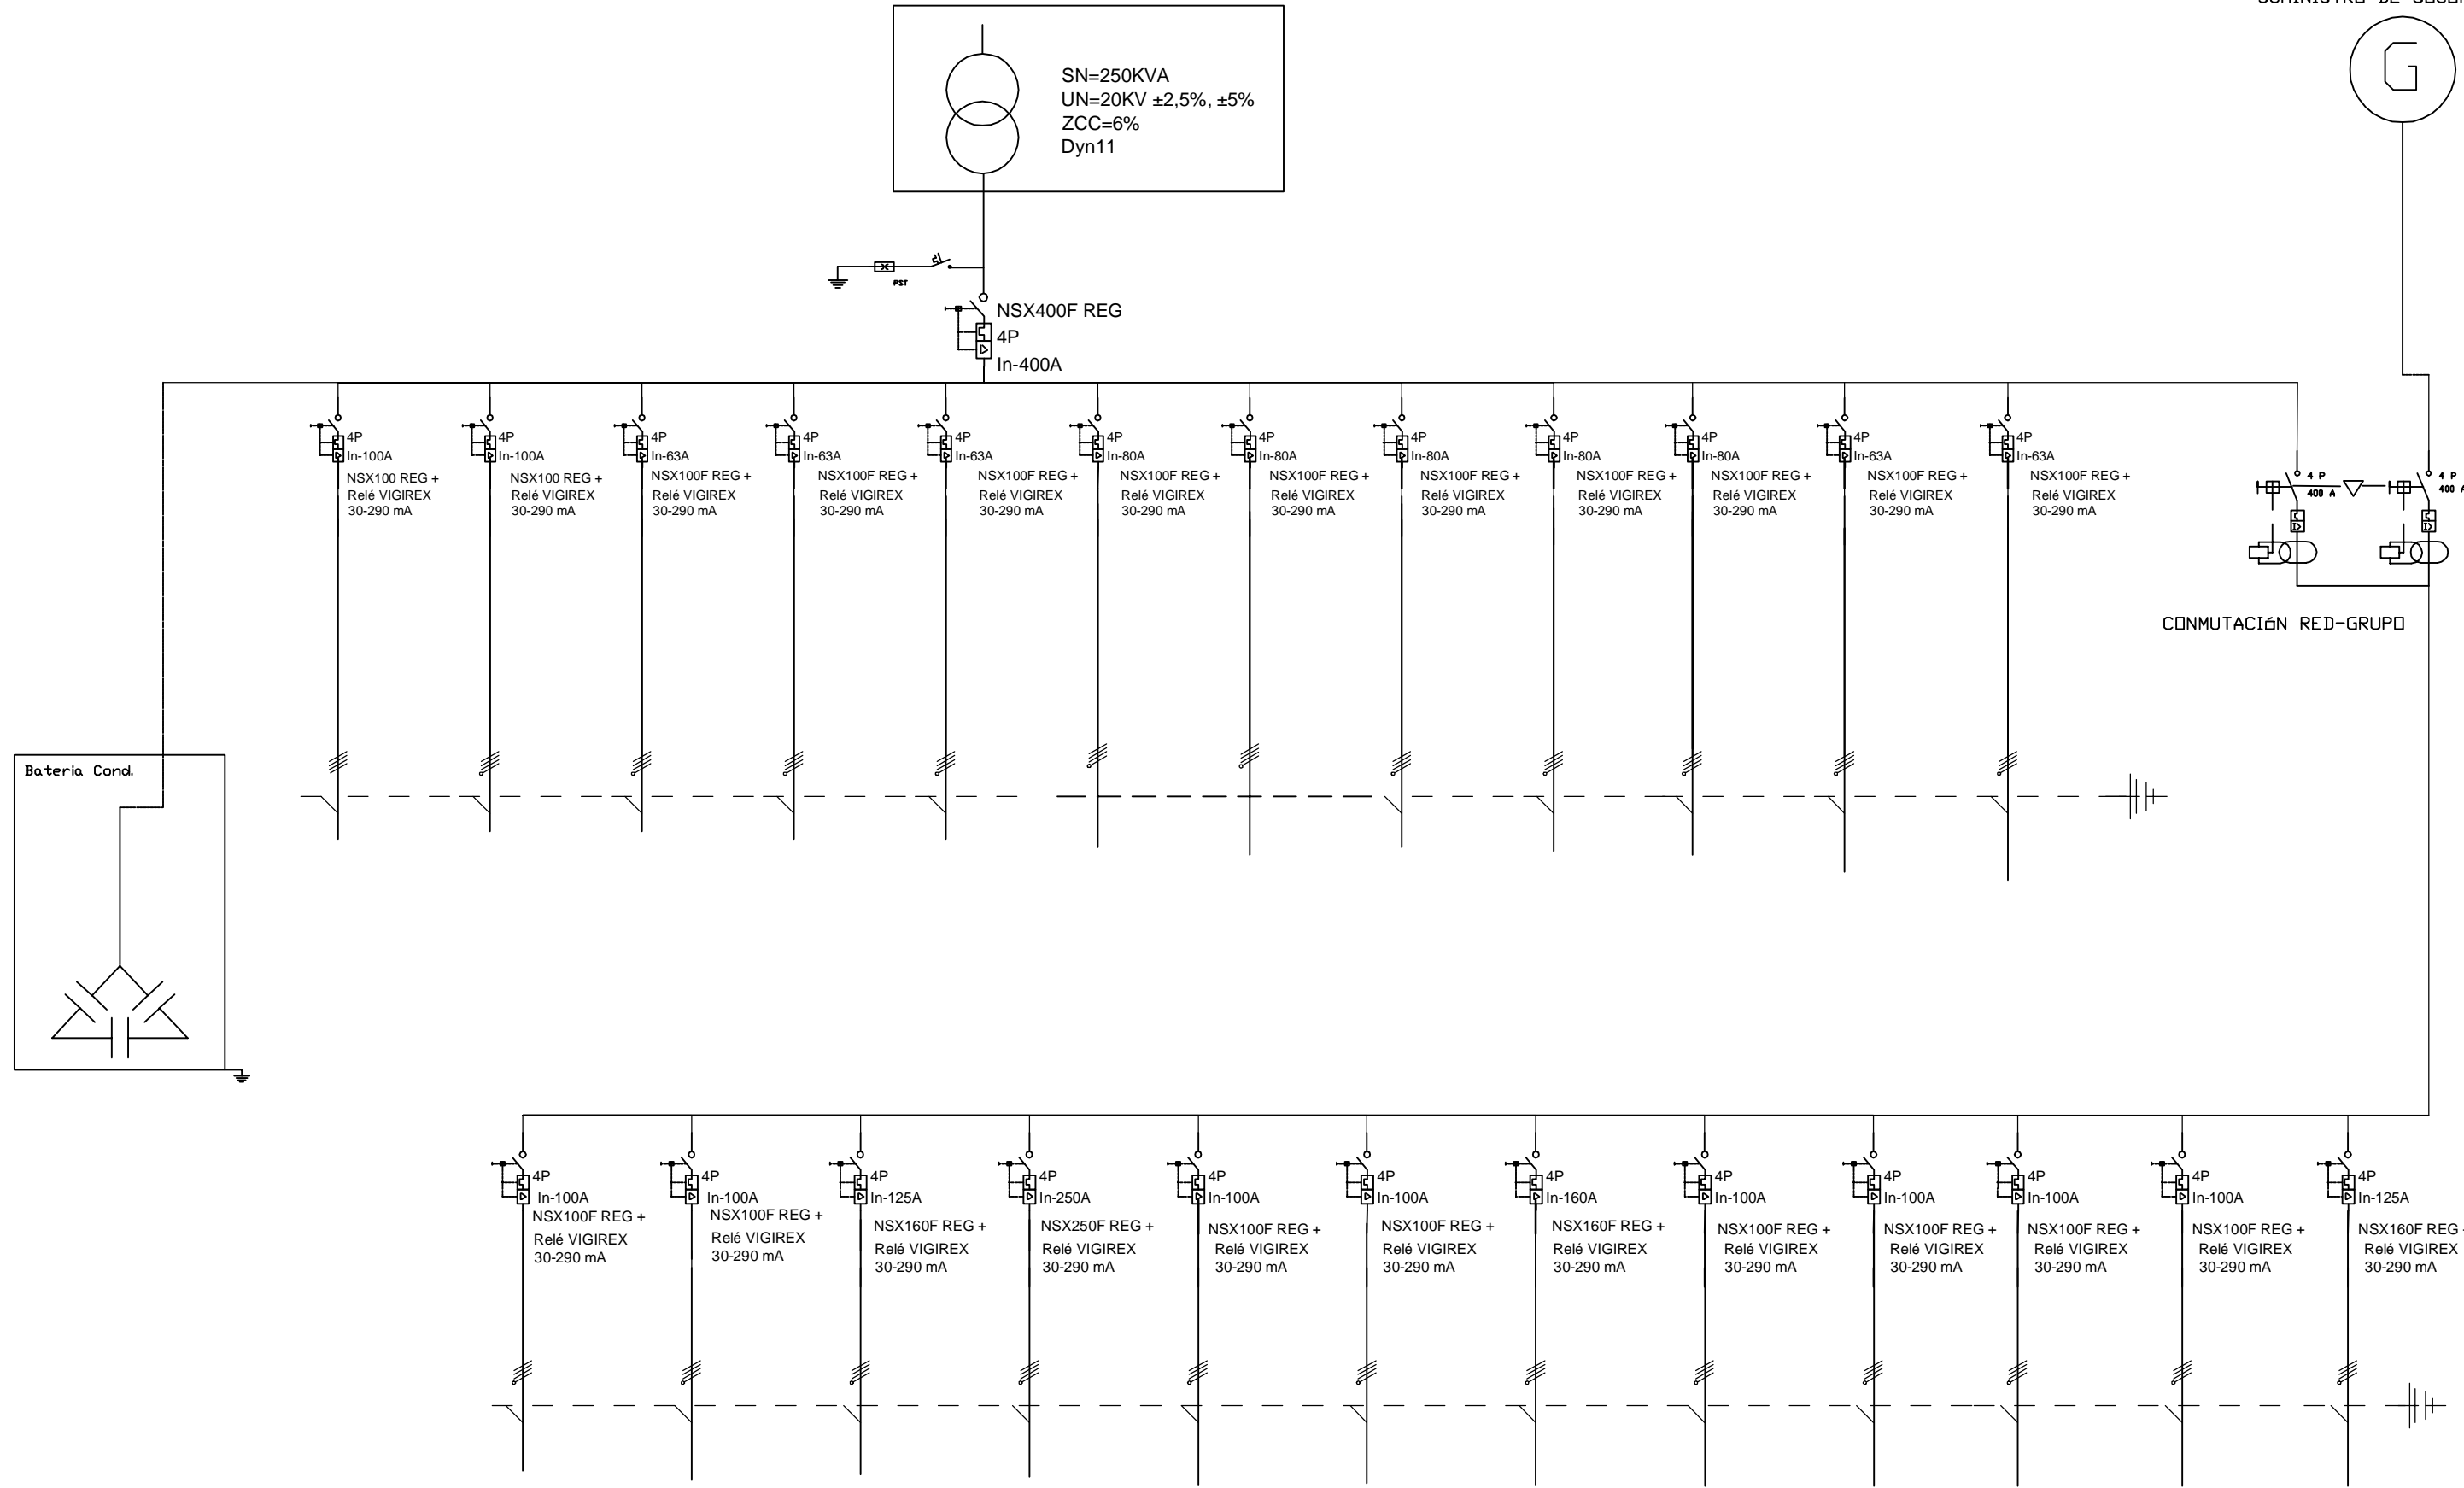 SUMINISTRO DE
G
SN=250KVA
UN=20KV ±2,5%, ±5%
ZCC=6%
Dyn11
PST
NSX400F REG
4P
In-400A
4P
In-100A
NSX100 REG +
Relé VIGIREX
30-290 mA
4P
In-100A
NSX100 REG +
Relé VIGIREX
30-290 mA
4P
In-63A
NSX100F REG +
Relé VIGIREX
30-290 mA
4P
In-63A
NSX100F REG +
Relé VIGIREX
30-290 mA
4P
In-63A
NSX100F REG +
Relé VIGIREX
30-290 mA
4P
In-80A
NSX100F REG +
Relé VIGIREX
30-290 mA
4P
In-80A
NSX100F REG +
Relé VIGIREX
30-290 mA
4P
In-80A
NSX100F REG +
Relé VIGIREX
30-290 mA
4P
In-80A
NSX100F REG +
Relé VIGIREX
30-290 mA
4P
In-80A
NSX100F REG +
Relé VIGIREX
30-290 mA
4P
In-63A
NSX100F REG +
Relé VIGIREX
30-290 mA
4P
In-63A
NSX100F REG +
Relé VIGIREX
30-290 mA
4 P
400 A
4 P
400 A
CONMUTACIóN RED-GRUPO
Bateria Cond.
4P
In-100A
NSX100F REG +
Relé VIGIREX
30-290 mA
4P
In-100A
NSX100F REG +
Relé VIGIREX
30-290 mA
4P
In-125A
NSX160F REG +
Relé VIGIREX
30-290 mA
4P
In-250A
NSX250F REG +
Relé VIGIREX
30-290 mA
4P
In-100A
NSX100F REG +
Relé VIGIREX
30-290 mA
4P
In-100A
NSX100F REG +
Relé VIGIREX
30-290 mA
4P
In-160A
NSX160F REG +
Relé VIGIREX
30-290 mA
4P
In-100A
NSX100F REG +
Relé VIGIREX
30-290 mA
4P
In-100A
NSX100F REG +
Relé VIGIREX
30-290 mA
4P
In-100A
NSX100F REG +
Relé VIGIREX
30-290 mA
4P
In-100A
NSX100F REG +
Relé VIGIREX
30-290 mA
4P
In-125A
NSX160F REG +
Relé VIGIREX
30-290 mA